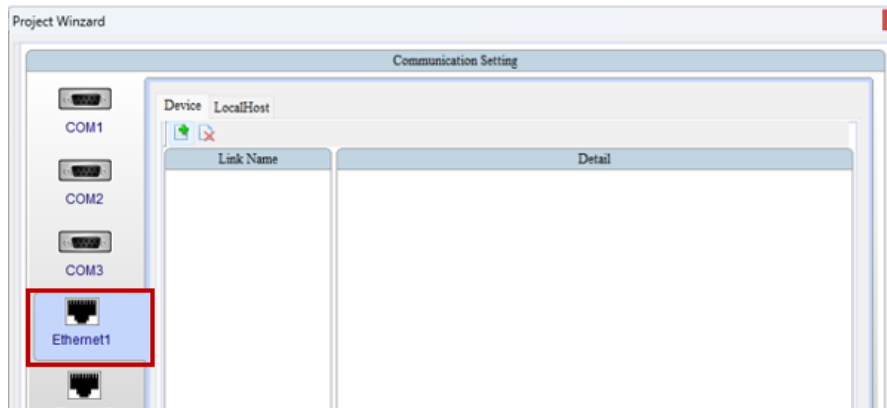 Project Winzard
Communication Setting
COM1
COM2
COM3
Ethernet1
Device LocalHost
Link Name
Detail